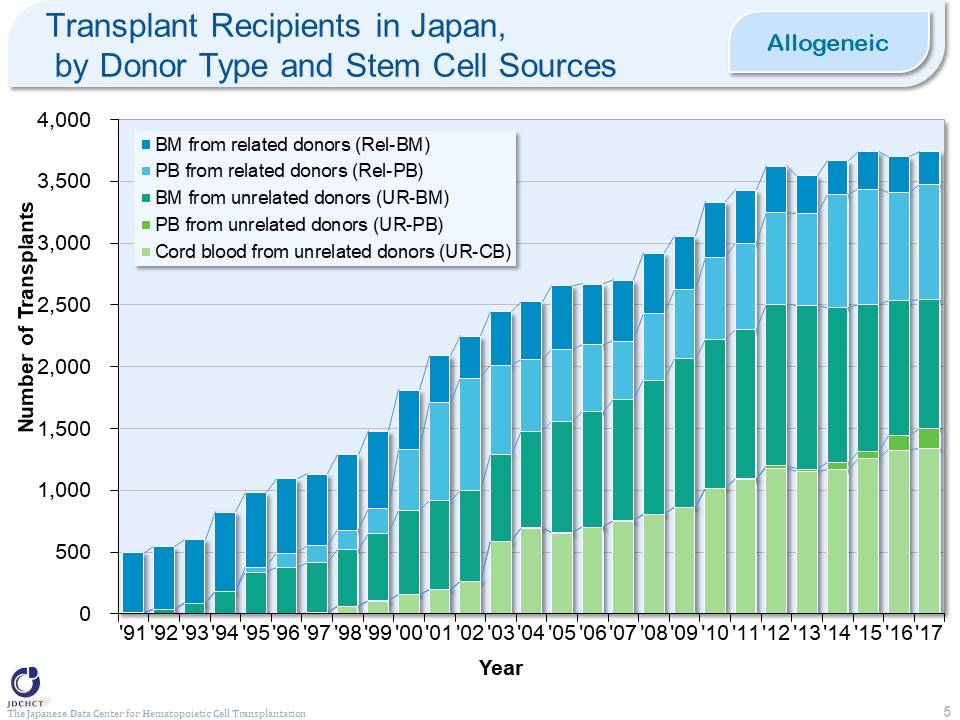 Transplant Recipients in Japan,
by Donor Type and Stem Cell Sources
Allogeneic
4,000
3,500
3,000
2,500
2,000
1,500
1,000
500
0
Number of Transplants
BM from related donors (Rel-BM)
PB from related donors (Rel-PB)
BM from unrelated donors (UR-BM)
PB from unrelated donors (UR-PB)
Cord blood from unrelated donors (UR-CB)
'91 '92 '93 '94 '95 '96 '97 '98 '99 '00 '01 '02 '03 '04 '05 '06 '07 '08 '09 '10 '11 '12 '13 '14 '15 '16 '17
Year
JDCHCT
The Japanese Data Center for Hematopoietic Cell Transplantation
5